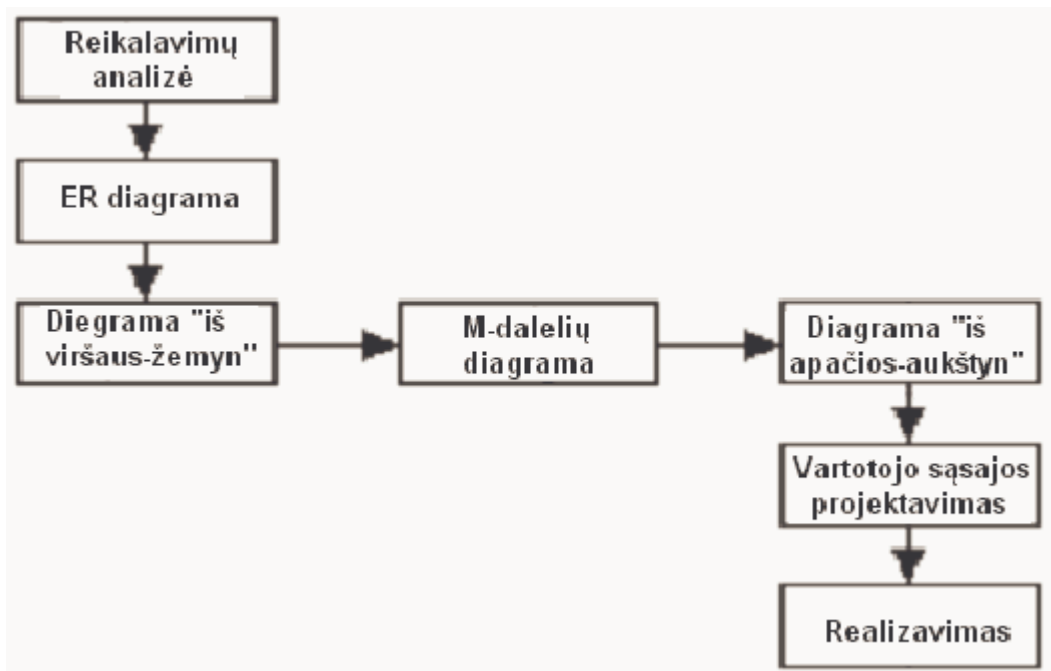 Reikalavimų
analizė
ER diagrama
Diegrama "iš
viršaus-žemyn"
M-dalelių
diagrama
Diagrama "iš
apačios-aukštyn"
Vartotojo sąsajos
projektavimas
Realizavimas